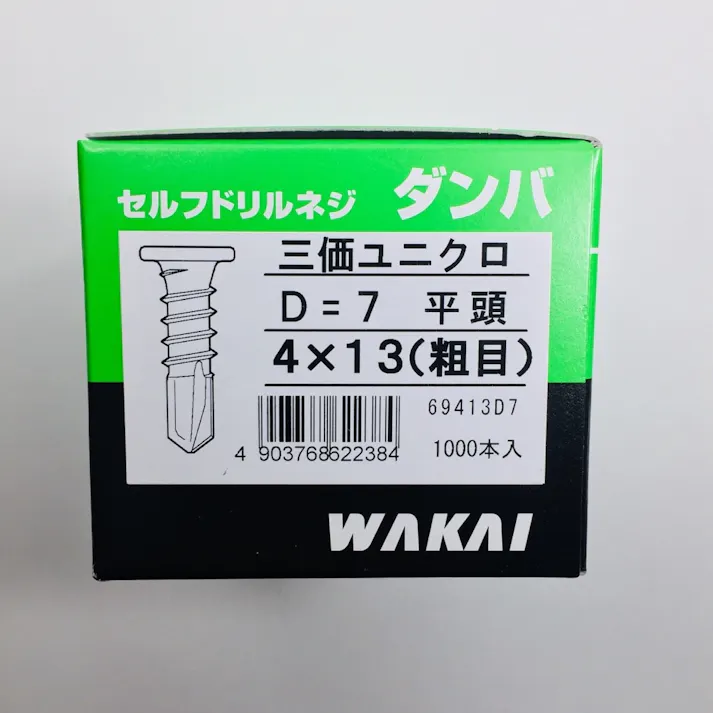 セルフドリルネジ ダンバ
三価ユニクロ
D=7 平頭
4×13(粗目)
69413D7
4 903768 622384
1000本入
WAKAI